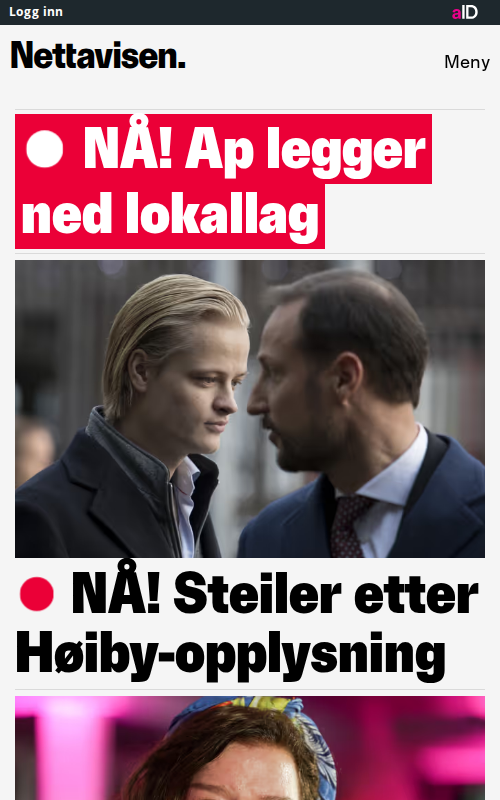 Logg inn
aID
Nettavisen.
Meny
NÅ! Ap legger
ned lokallag
NÅ! Steiler etter
Høiby-opplysning